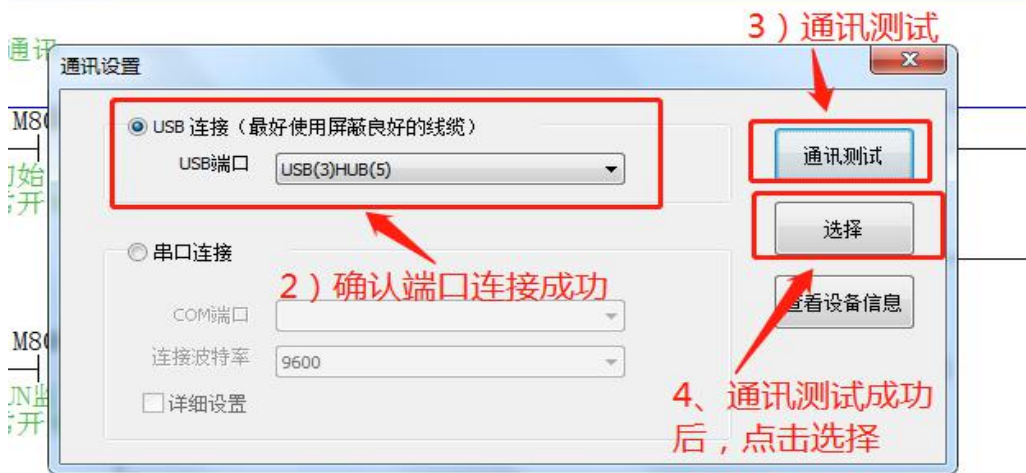 3）通讯测试
通讯
通讯设置
M80
USB 连接（最好使用屏蔽良好的线缆）
USB端口
USB(3)HUB(5)
通讯测试
选择
串口连接
2）确认端口连接成功
COM端口
查看设备信息
M80
连接波特率
9600
详细设置
4、通讯测试成功
后，点击选择